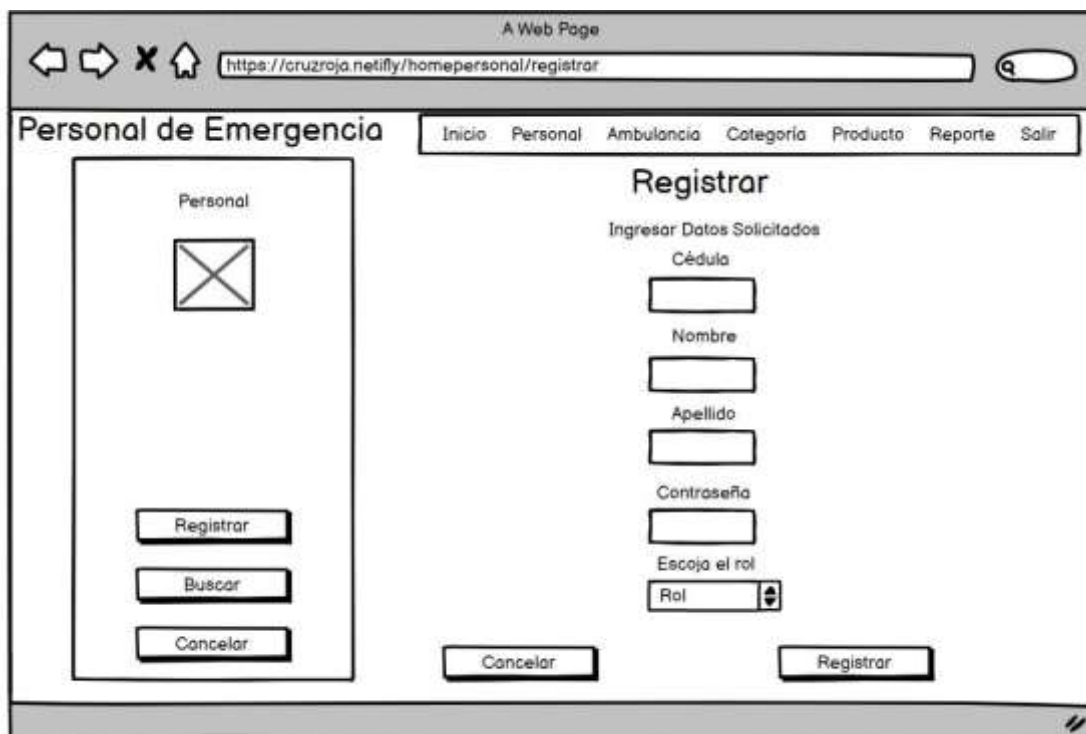 A Web Page
https://cruzroja.netifly/homepersonal/registrar
Personal de Emergencia
Inicio Personal Ambulancia Categoría Producto Reporte Salir
Personal
Registrar
Buscar
Cancelar
Registrar
Ingresar Datos Solicitados
Cédula
Nombre
Apellido
Contraseña
Escoja el rol
Rol
Cancelar
Registrar